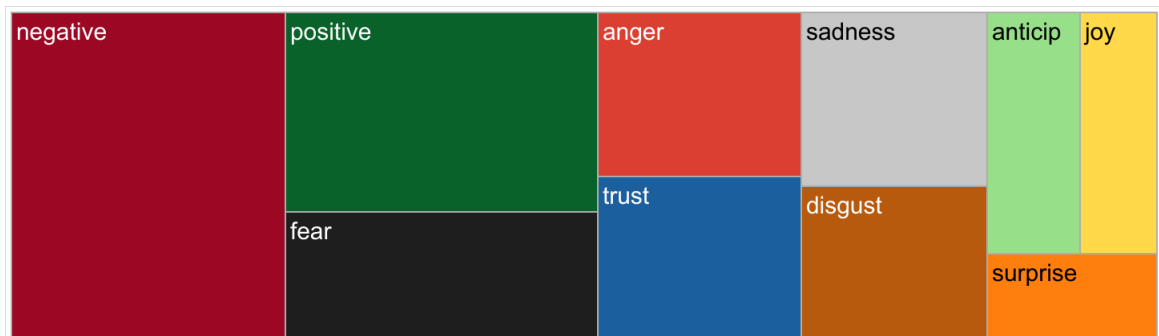 negative
positive
fear
anger
trust
sadness
disgust
anticip
joy
surprise